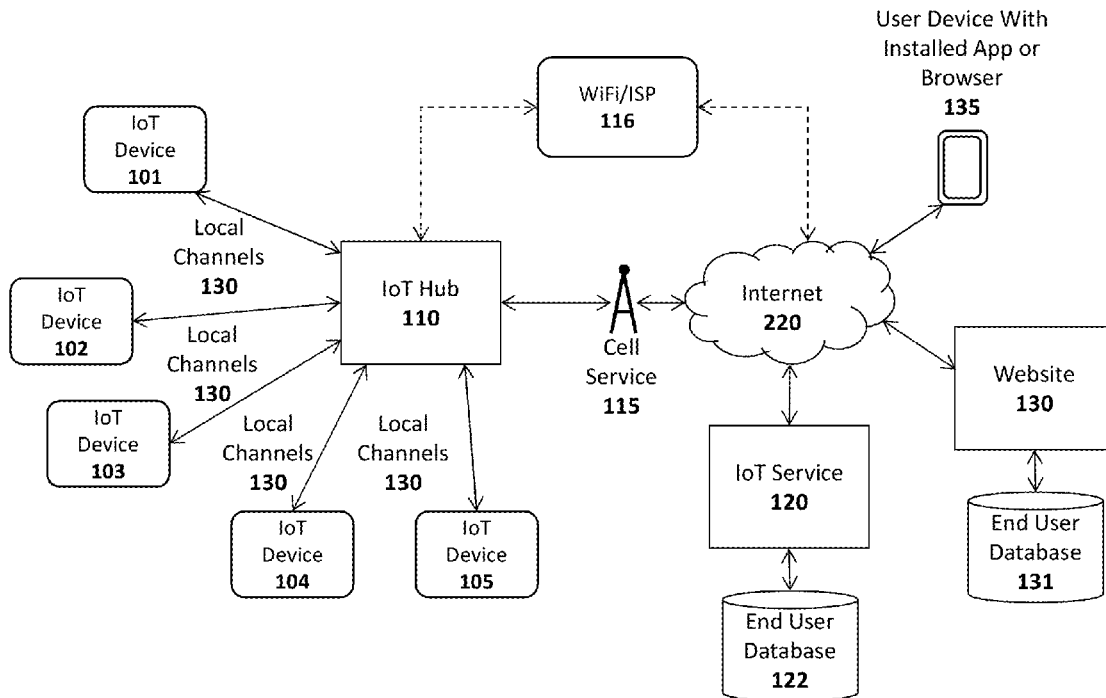 User Device With
Installed App or
Browser
135
WiFi/ISP
116
IoT
Device
101
Local
Channels
130
IoT
Device
102
Local
Channels
130
IoT
Device
103
IoT Hub
110
Local
Channels
130
Local
Channels
130
IoT
Device
104
IoT
Device
105
Cell
Service
115
Internet
220
Website
130
IoT Service
120
End User
Database
131
End User
Database
122